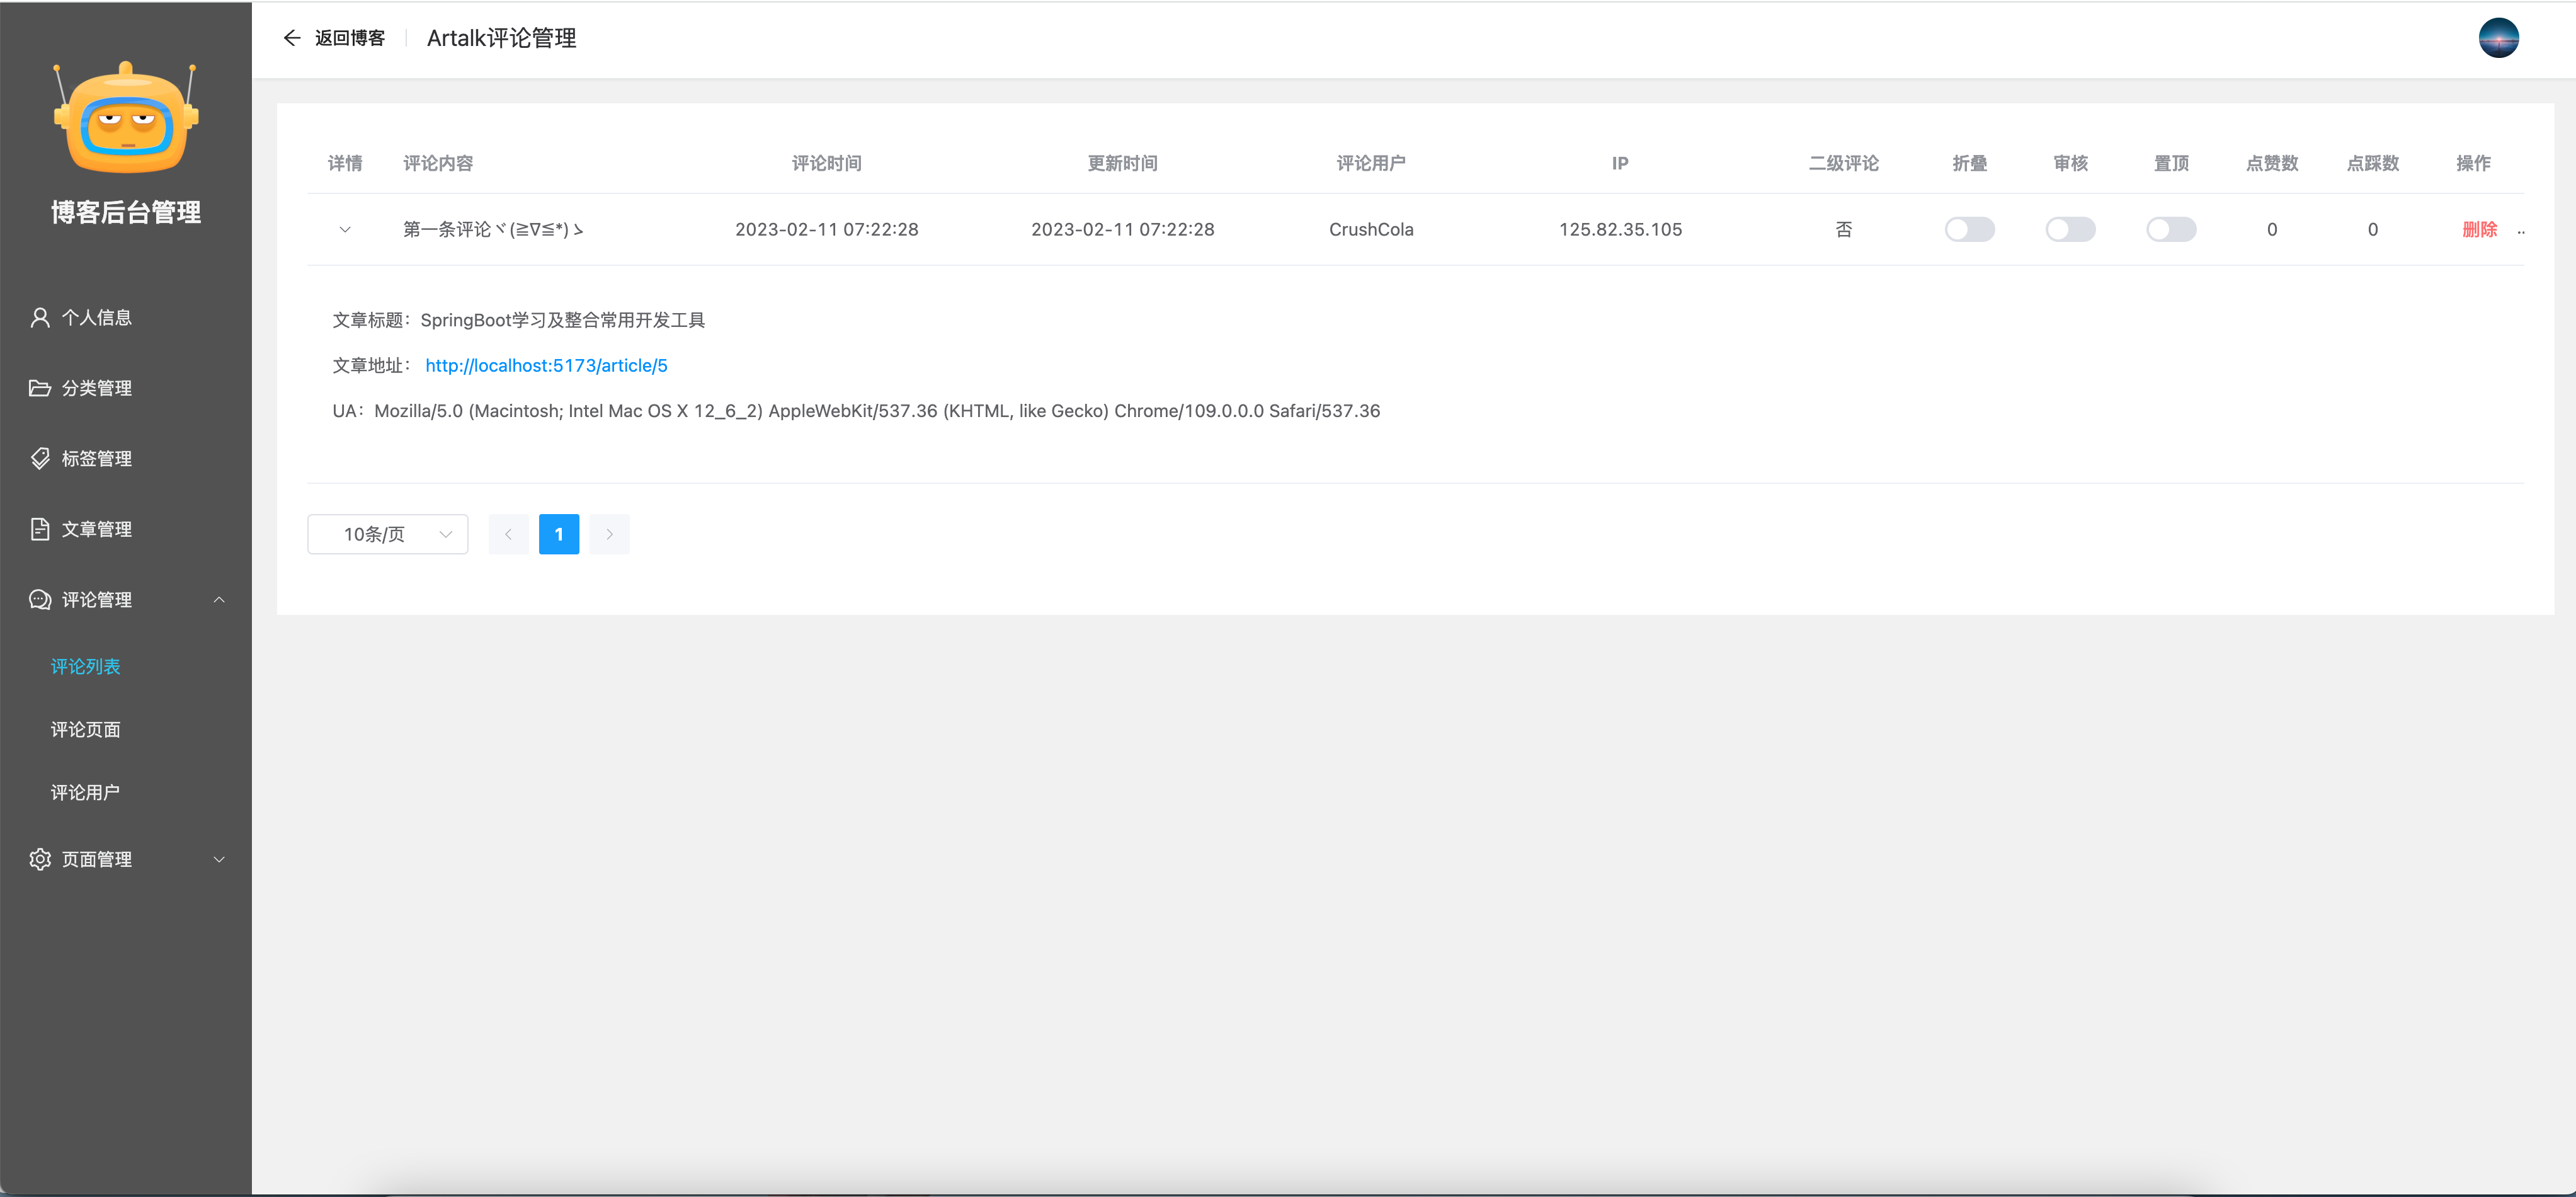 博客后台管理
个人信息
分类管理
标签管理
文章管理
评论管理
评论列表
评论页面
评论用户
页面管理
返回博客 Artalk评论管理
详情 评论内容 评论时间 更新时间 评论用户 IP 二级评论 折叠 审核 置顶 点赞数 点踩数 操作
第一条评论ヾ(≧∇≦*)ゝ 2023-02-11 07:22:28 2023-02-11 07:22:28 CrushCola 125.82.35.105 否 0 0 删除 ..
文章标题：SpringBoot学习及整合常用开发工具
文章地址： http://localhost:5173/article/5
UA：Mozilla/5.0 (Macintosh; Intel Mac OS X 12_6_2) AppleWebKit/537.36 (KHTML, like Gecko) Chrome/109.0.0.0 Safari/537.36
10条/页 1